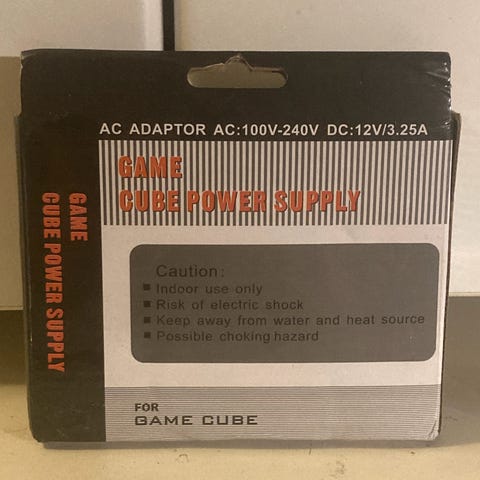 AC ADAPTOR AC:100V-240V DC:12V/3.25A
GAME
CUBE POWER SUPPLY
GAME
CUBE POWER SUPPLY
Caution:
■ Indoor use only
■ Risk of electric shock
■ Keep away from water and heat source
■ Possible choking hazard
FOR
GAME CUBE